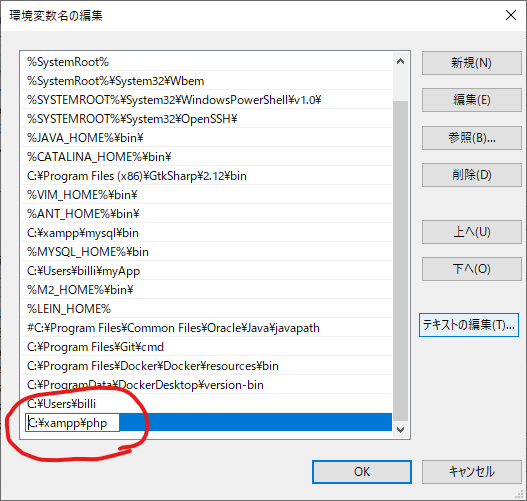 環境変数名の編集
%SystemRoot%
%SystemRoot%¥System32¥Wbem
%SYSTEMROOT%¥System32¥WindowsPowerShell¥v1.0¥
%SYSTEMROOT%¥System32¥OpenSSH¥
%JAVA_HOME%¥bin¥
%CATALINA_HOME%¥bin¥
C:¥Program Files (x86)¥GtkSharp¥2.12¥bin
%VIM_HOME%¥bin¥
%ANT_HOME%¥bin¥
C:¥xampp¥mysql¥bin
%MYSQL_HOME%¥bin
C:¥Users¥billi¥myApp
%M2_HOME%¥bin¥
%LEIN_HOME%
#C:¥Program Files¥Common Files¥Oracle¥Java¥javapath
C:¥Program Files¥Git¥cmd
C:¥Program Files¥Docker¥Docker¥resources¥bin
C:¥ProgramData¥DockerDesktop¥version-bin
C:¥Users¥billi
C:¥xampp¥php
新規(N)
編集(E)
参照(B)...
削除(D)
上へ(U)
下へ(O)
テキストの編集(T)...
OK
キャンセル